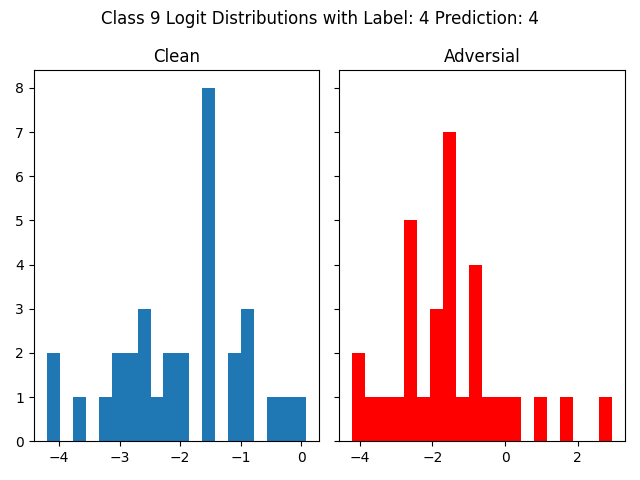 Class 9 Logit Distributions with Label: 4 Prediction: 4
Clean
Adversial
8
7
6
5
4
3
2
1
0
−4 −3 −2 −1 0
−4 −2 0 2